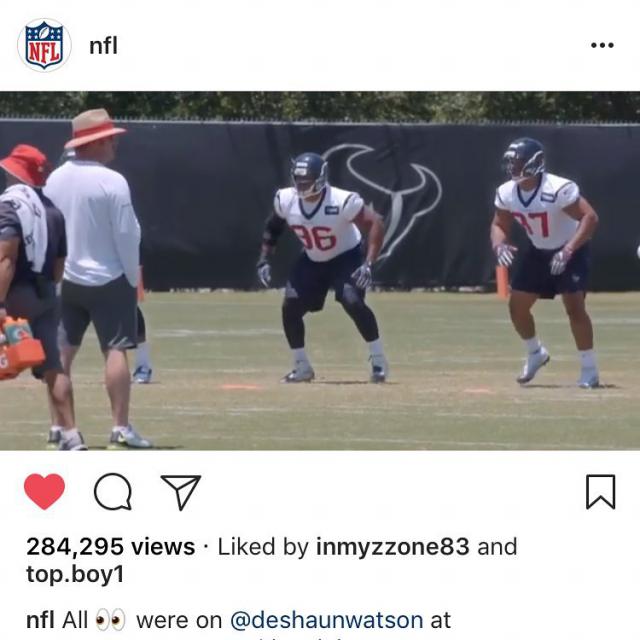 NFL
nfl
96
97
G
284,295 views · Liked by inmyzzone83 and
top.boy1
nfl All 👀 were on @deshaunwatson at